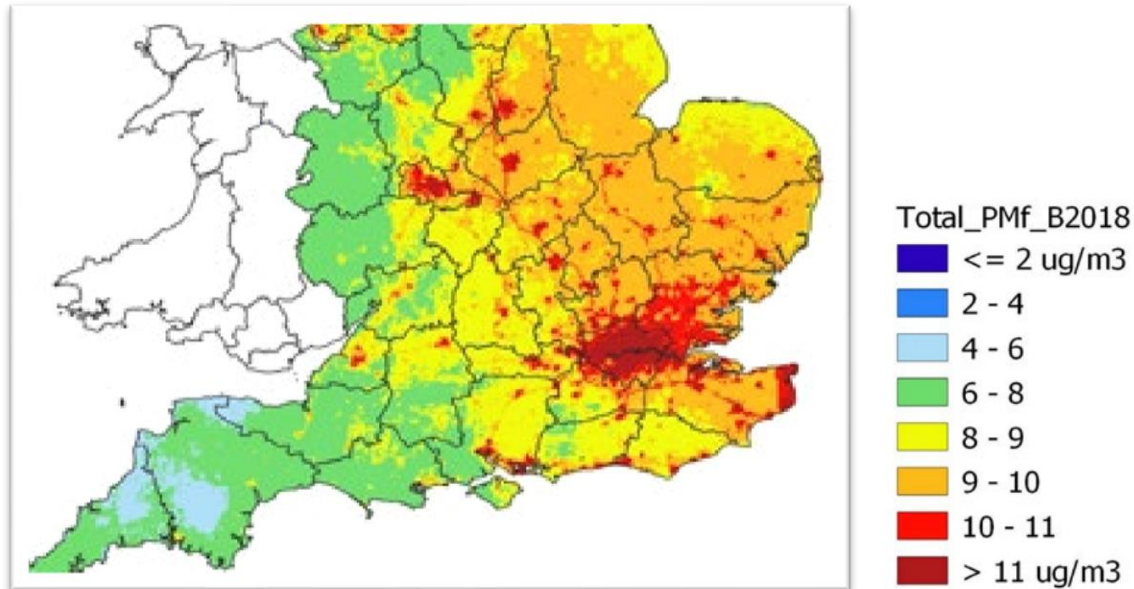 Total_PMf_B2018
<= 2 ug/m3
2 - 4
4 - 6
6 - 8
8 - 9
9 - 10
10 - 11
> 11 ug/m3